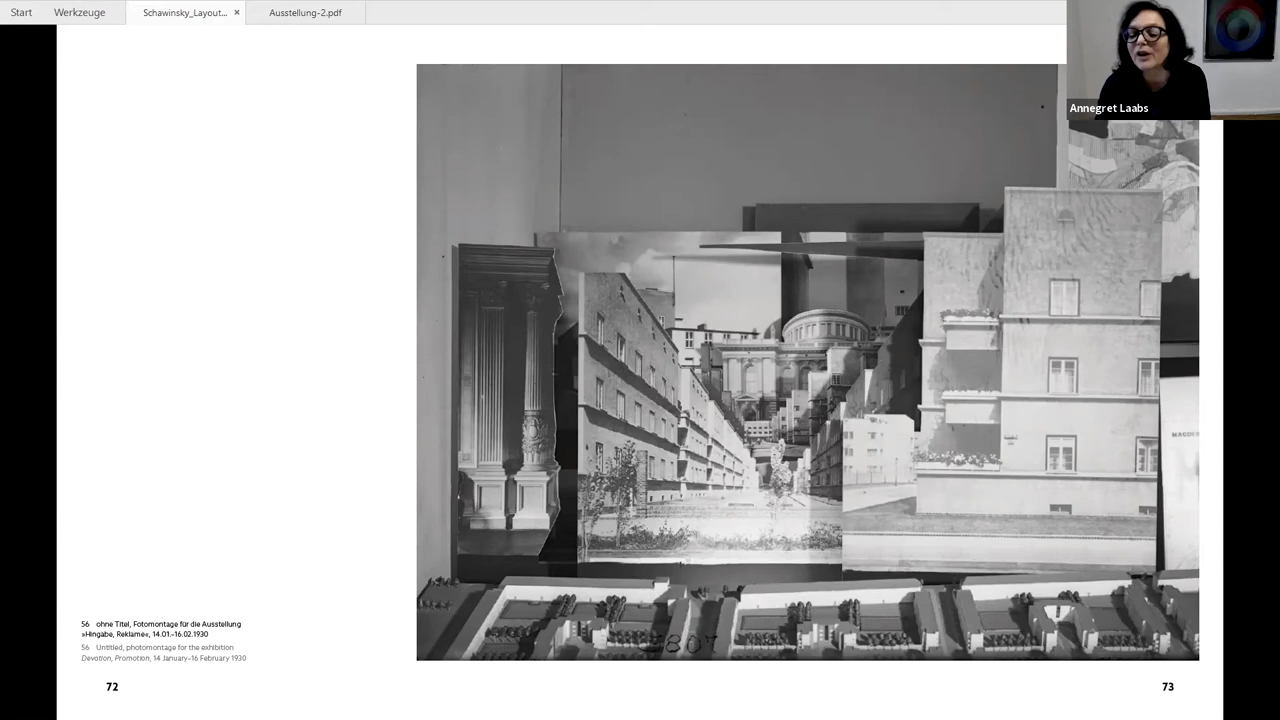 Start
Werkzeuge
Schawinsky_Layout...
×
Ausstellung-2.pdf
Annegret Laabs
56 ohne Titel, Fotomontage für die Ausstellung
»Hingabe, Reklame«, 14.01.–16.02.1930
56 Untitled, photomontage for the exhibition
Devotion, Promotion, 14 January–16 February 1930
72
73